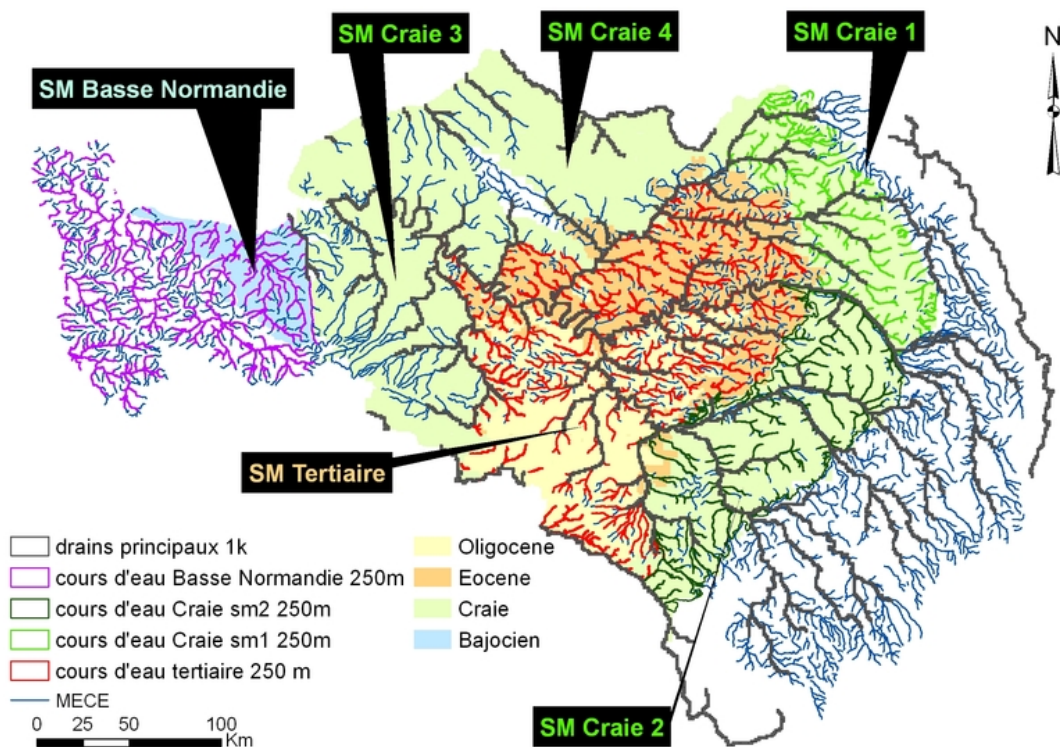 SM Craie 3
SM Craie 4
SM Craie 1
N
SM Basse Normandie
SM Tertiaire
drains principaux 1k
cours d'eau Basse Normandie 250m
cours d'eau Craie sm2 250m
cours d'eau Craie sm1 250m
cours d'eau tertiaire 250 m
MECE
Oligocene
Eocene
Craie
Bajocien
0 25 50 100
Km
SM Craie 2